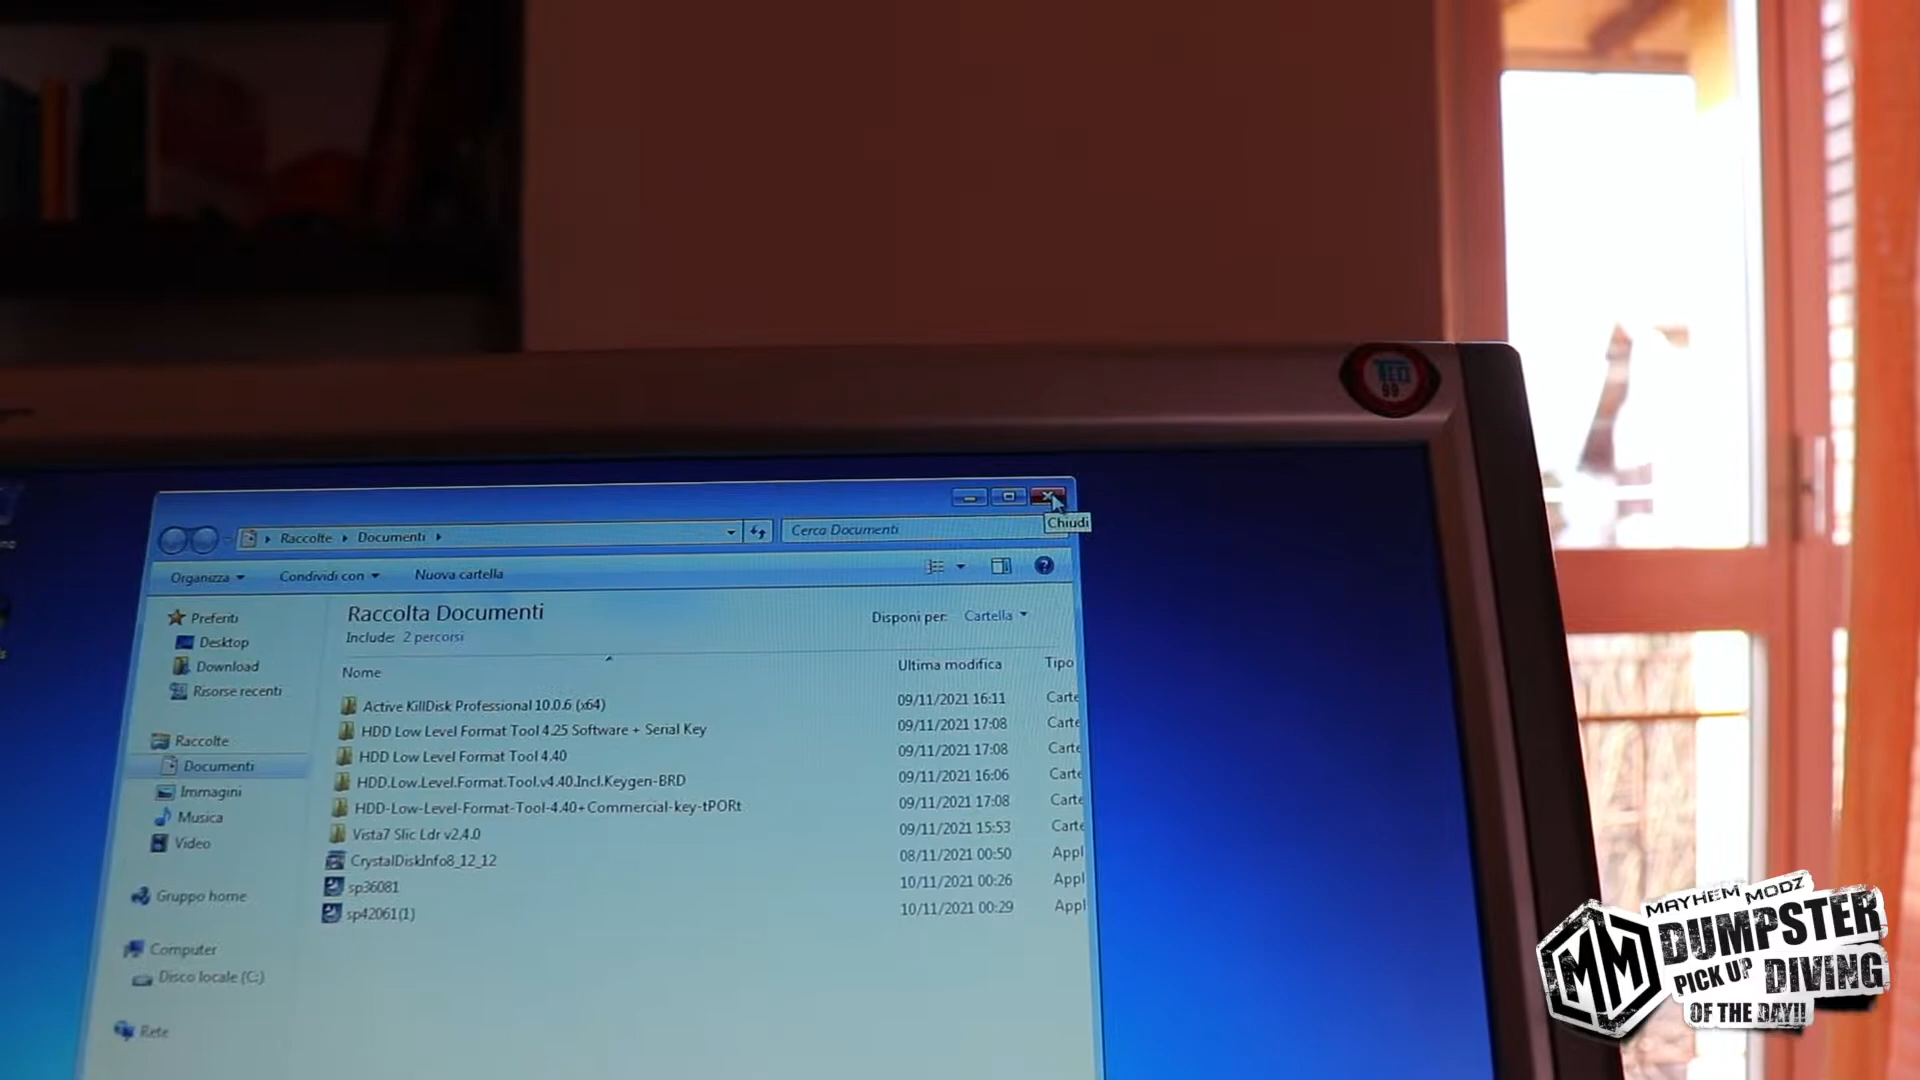 TCO
99
Chiudi
Raccolte
Documenti
Cerca Documenti
Organizza
Condividi con
Nuova cartella
Preferiti
Desktop
Download
Risorse recenti
Raccolte
Documenti
Immagini
Musica
Video
Gruppo home
Computer
Disco locale (C:)
Rete
Raccolta Documenti
Include: 2 percorsi
Disponi per: Cartella
Nome Ultima modifica Tipo
Active KillDisk Professional 10.0.6 (x64) 09/11/2021 16:11 Carte
HDD Low Level Format Tool 4.25 Software + Serial Key 09/11/2021 17:08 Carte
HDD Low Level Format Tool 4.40 09/11/2021 17:08 Carte
HDD.Low.Level.Format.Tool.v4.40.Incl.Keygen-BRD 09/11/2021 16:06 Carte
HDD-Low-Level-Format-Tool-4.40+Commercial-key-tPORt 09/11/2021 17:08 Carte
Vista7 Slic Ldr v2.4.0 09/11/2021 15:53 Carte
CrystalDiskInfo8_12_12 08/11/2021 00:50 Appl
sp36081 10/11/2021 00:26 Appl
sp42061(1) 10/11/2021 00:29 Appl
MM
MAYHEM MODZ
DUMPSTER
PICK UP DIVING
OF THE DAY!!